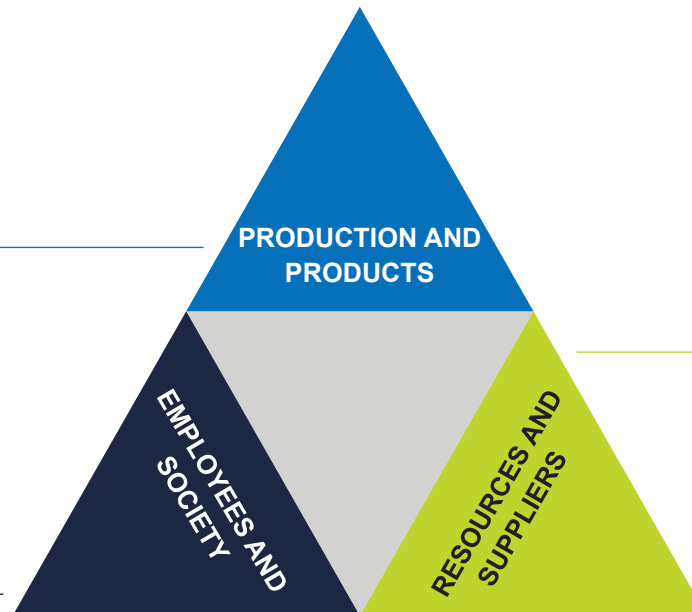 PRODUCTION AND
PRODUCTS
EMPLOYEES AND
SOCIETY
RESOURCES AND
SUPPLIERS